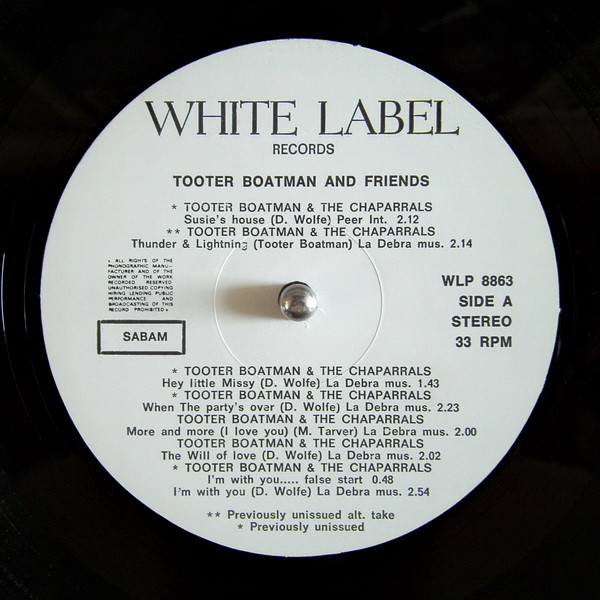 WHITE LABEL
RECORDS
TOOTER BOATMAN AND FRIENDS
* TOOTER BOATMAN & THE CHAPARRALS
Susie's house (D. Wolfe) Peer Int. 2.12
** TOOTER BOATMAN & THE CHAPARRALS
Thunder & Lightning (Tooter Boatman) La Debra mus. 2.14
« ALL RIGHTS OF THE
PHONOGRAPHIC MANU-
FACTURER AND OF THE
OWNER OF THE WORK
RECORDED RESERVED
UNAUTHORISED COPYING
HIRING LENDING PUBLIC
PERFORMANCE AND
BROADCASTING OF THIS
RECORD PROHIBITED »
SABAM
WLP 8863
SIDE A
STEREO
33 RPM
* TOOTER BOATMAN & THE CHAPARRALS
Hey little Missy (D. Wolfe) La Debra mus. 1.43
* TOOTER BOATMAN & THE CHAPARRALS
When The party's over (D. Wolfe) La Debra mus. 2.23
TOOTER BOATMAN & THE CHAPARRALS
More and more (I love you) (M. Tarver) La Debra mus. 2.00
TOOTER BOATMAN & THE CHAPARRALS
The Will of love (D. Wolfe) La Debra mus. 2.02
* TOOTER BOATMAN & THE CHAPARRALS
I'm with you..... false start 0.48
I'm with you (D. Wolfe) La Debra mus. 2.54
** Previously unissued alt. take
* Previously unissued